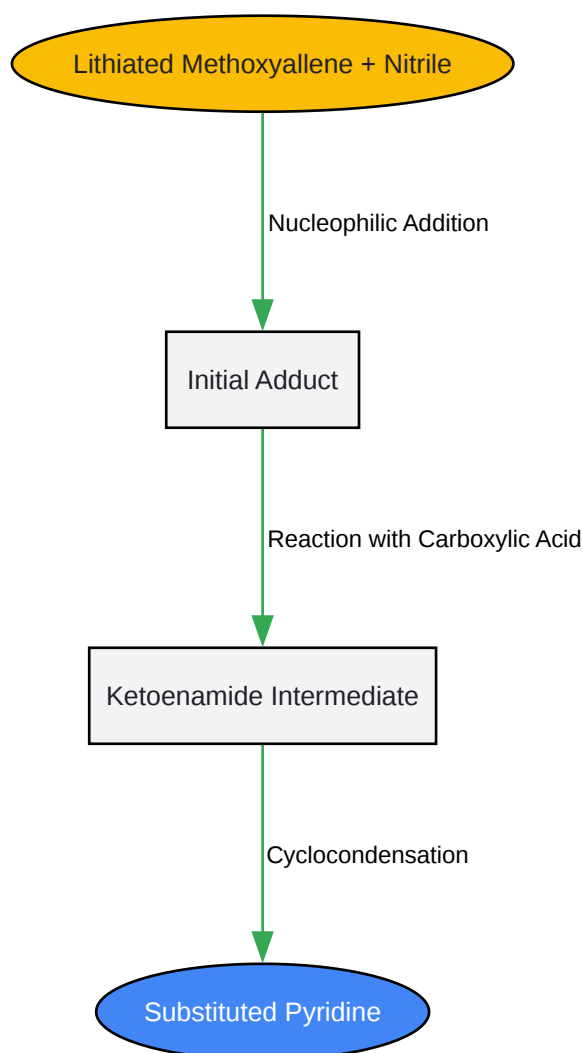 Lithiated Methoxyallene + Nitrile
Nucleophilic Addition
Initial Adduct
Reaction with Carboxylic Acid
Ketoenamide Intermediate
Cyclocondensation
Substituted Pyridine